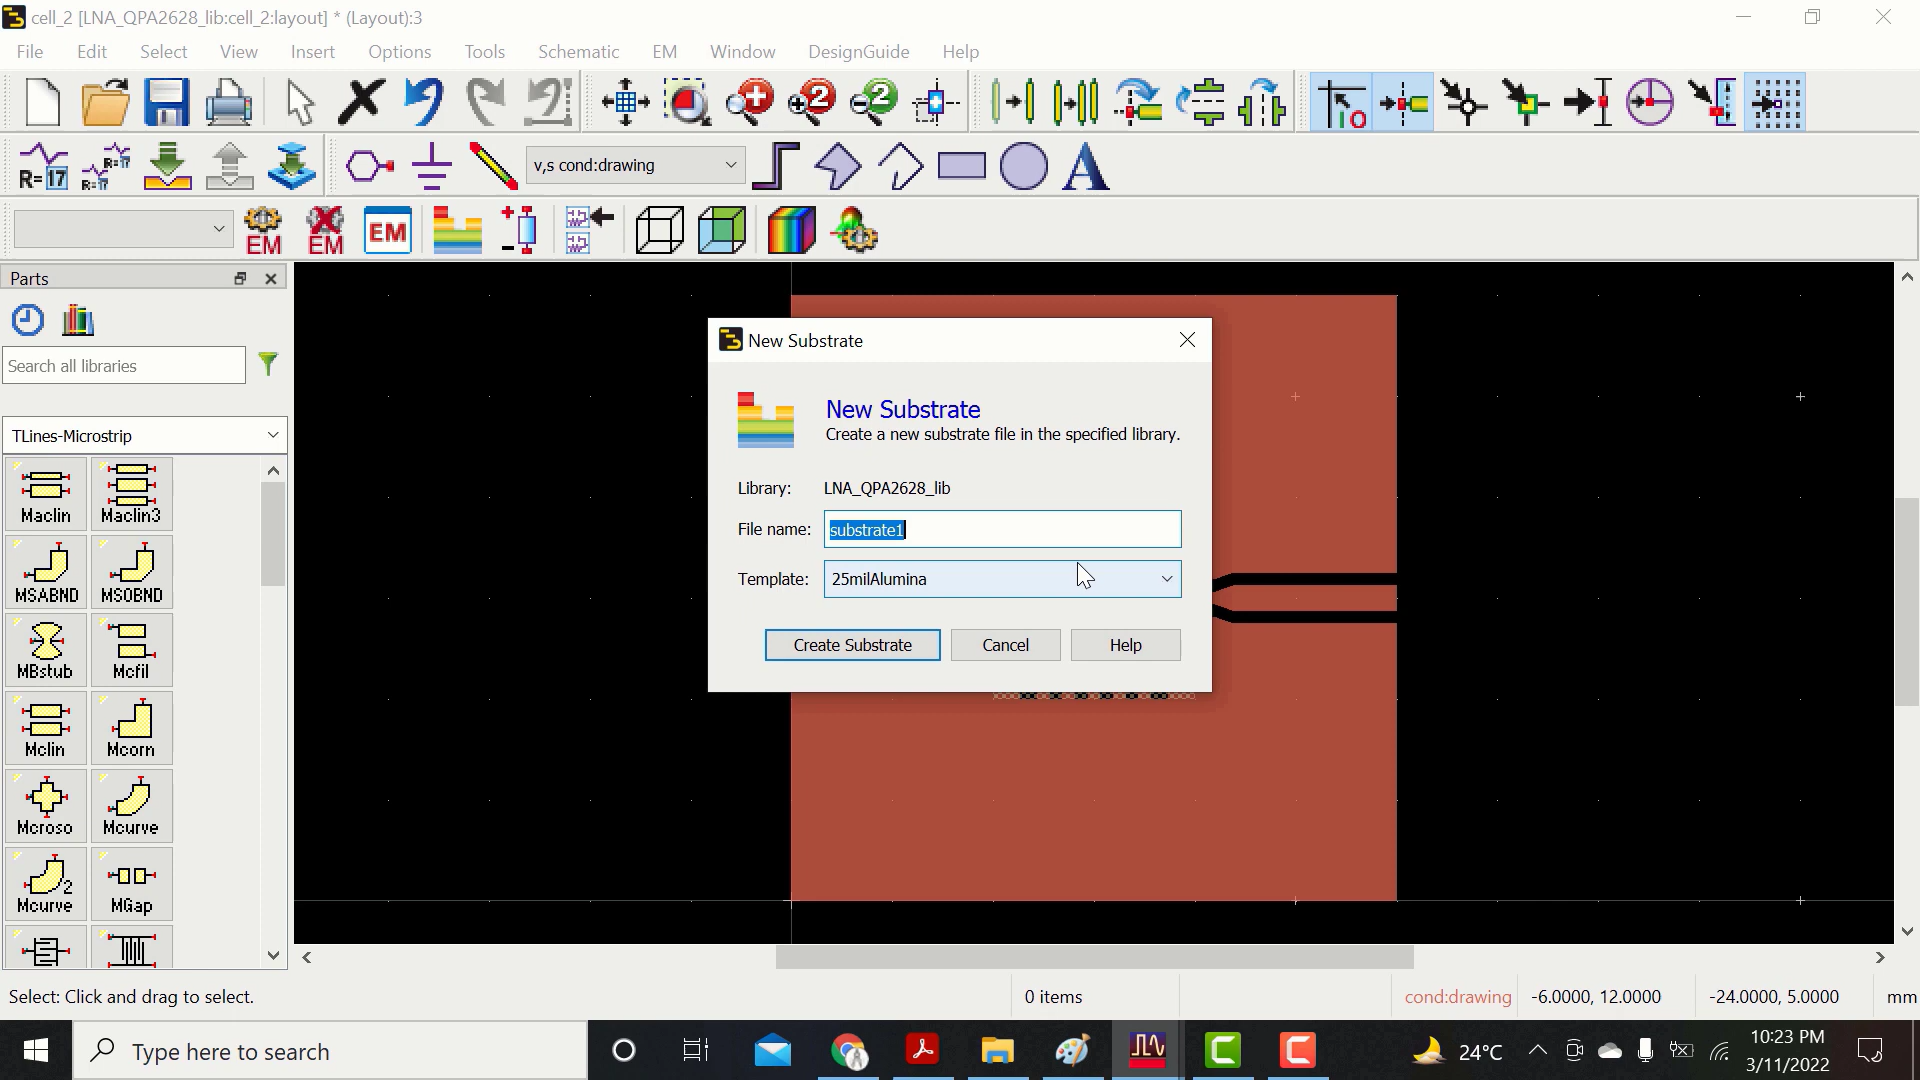 cell_2 [LNA_QPA2628_lib:cell_2:layout] * (Layout):3
File Edit Select View Insert Options Tools Schematic EM Window DesignGuide Help
v,s cond:drawing
EM EM EM
Parts
Search all libraries
TLines-Microstrip
Maclin Maclin3
MSABND MSOBND
MBstub Mcfil
Mclin Mcorn
Mcroso Mcurve
Mcurve MGap
New Substrate
New Substrate
Create a new substrate file in the specified library.
Library: LNA_QPA2628_lib
File name: substrate1
Template: 25milAlumina
Create Substrate Cancel Help
Select: Click and drag to select. 0 items cond:drawing -6.0000, 12.0000 -24.0000, 5.0000 mm
Type here to search
24°C
10:23 PM
3/11/2022